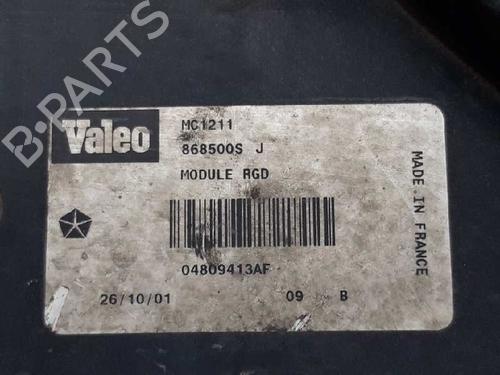 Valeo
MC1211
868500S J
MODULE RGD
04809413AF
26/10/01 09 B
MADE IN FRANCE
B-PARTS